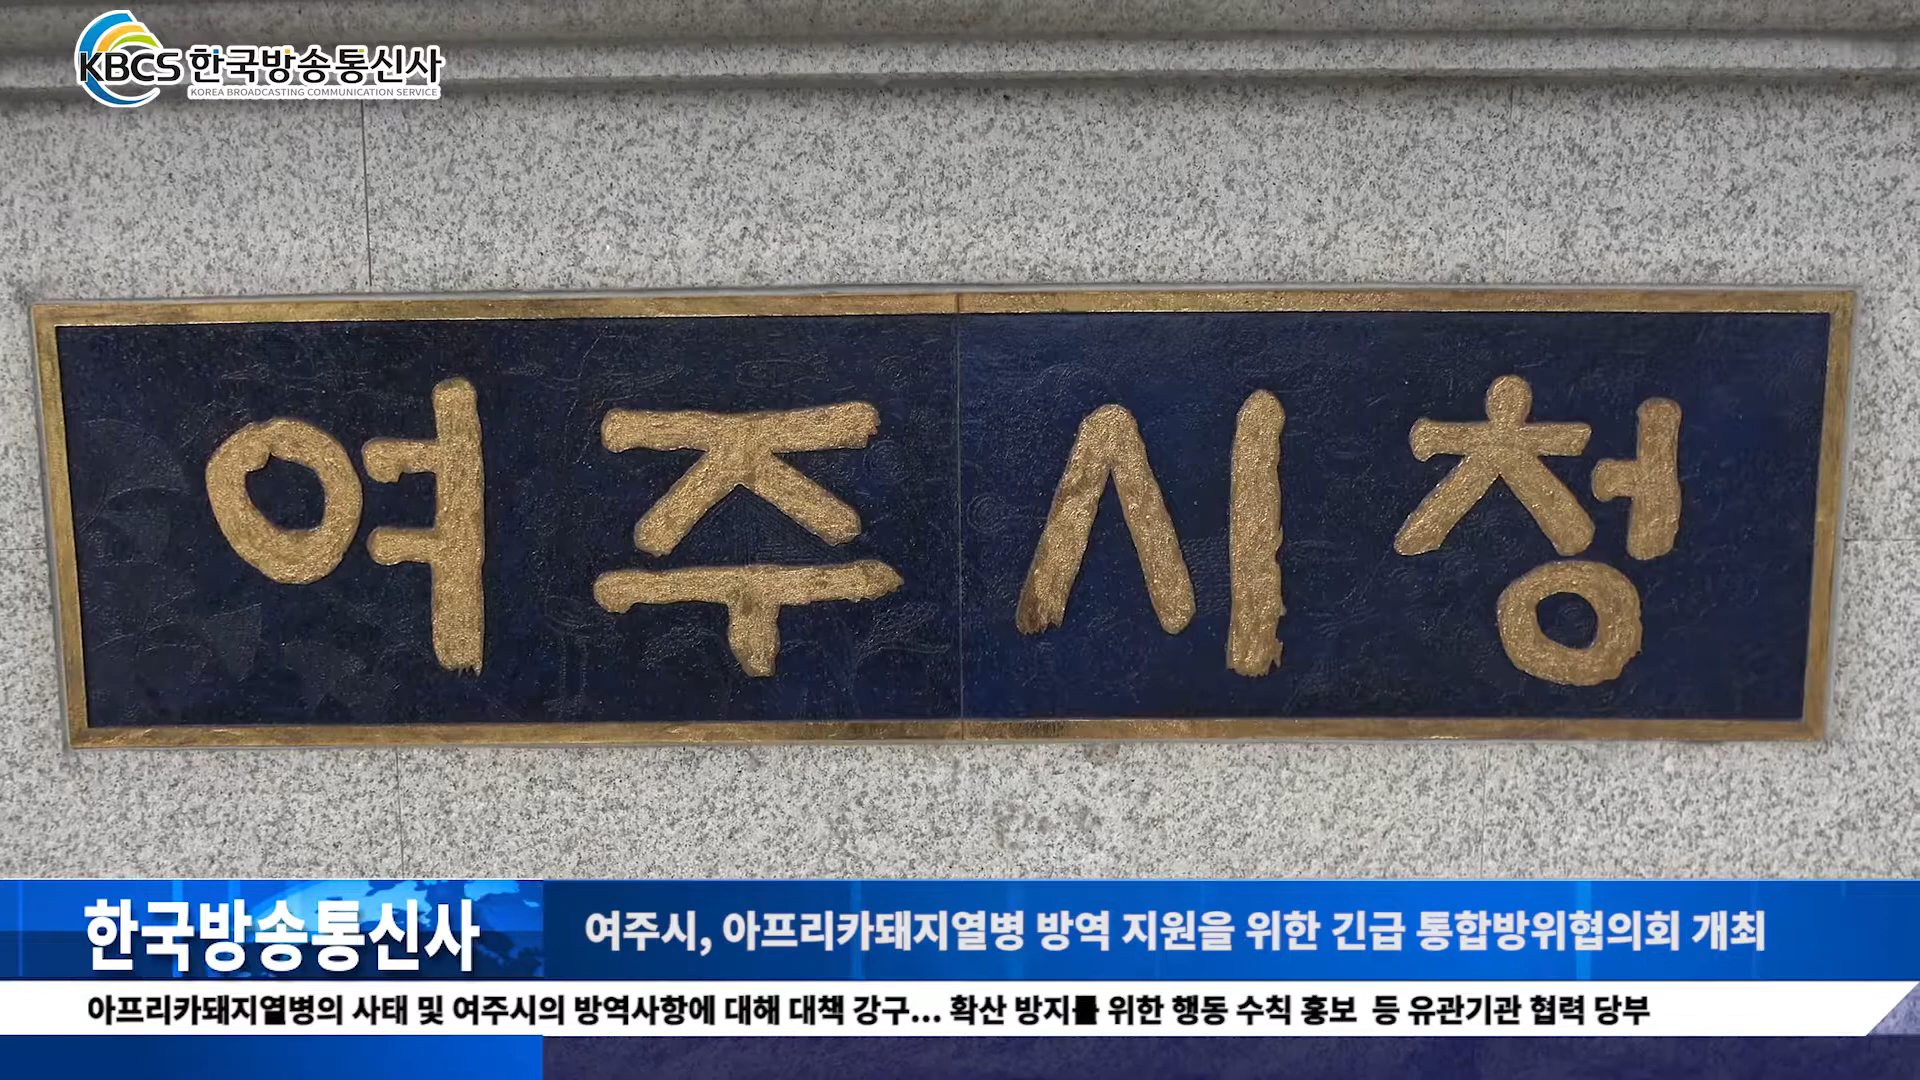 KBCS 한국방송통신사
KOREA BROADCASTING COMMUNICATION SERVICE
여주시청
한국방송통신사
여주시, 아프리카돼지열병 방역 지원을 위한 긴급 통합방위협의회 개최
아프리카돼지열병의 사태 및 여주시의 방역사항에 대해 대책 강구... 확산 방지를 위한 행동 수칙 홍보 등 유관기관 협력 당부